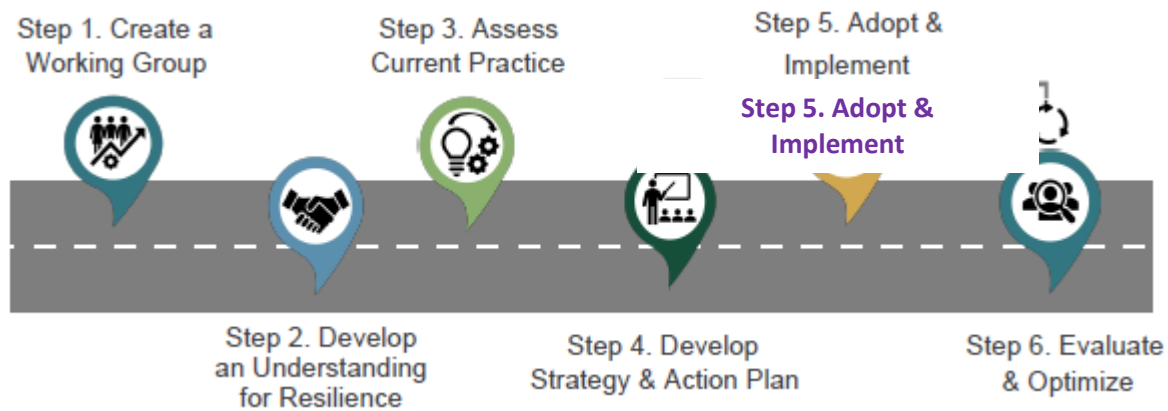 Step 1. Create a
Working Group
Step 2. Develop
an Understanding
for Resilience
Step 3. Assess
Current Practice
Step 4. Develop
Strategy & Action Plan
Step 5. Adopt &
Implement
Step 5. Adopt &
Implement
Step 6. Evaluate
& Optimize